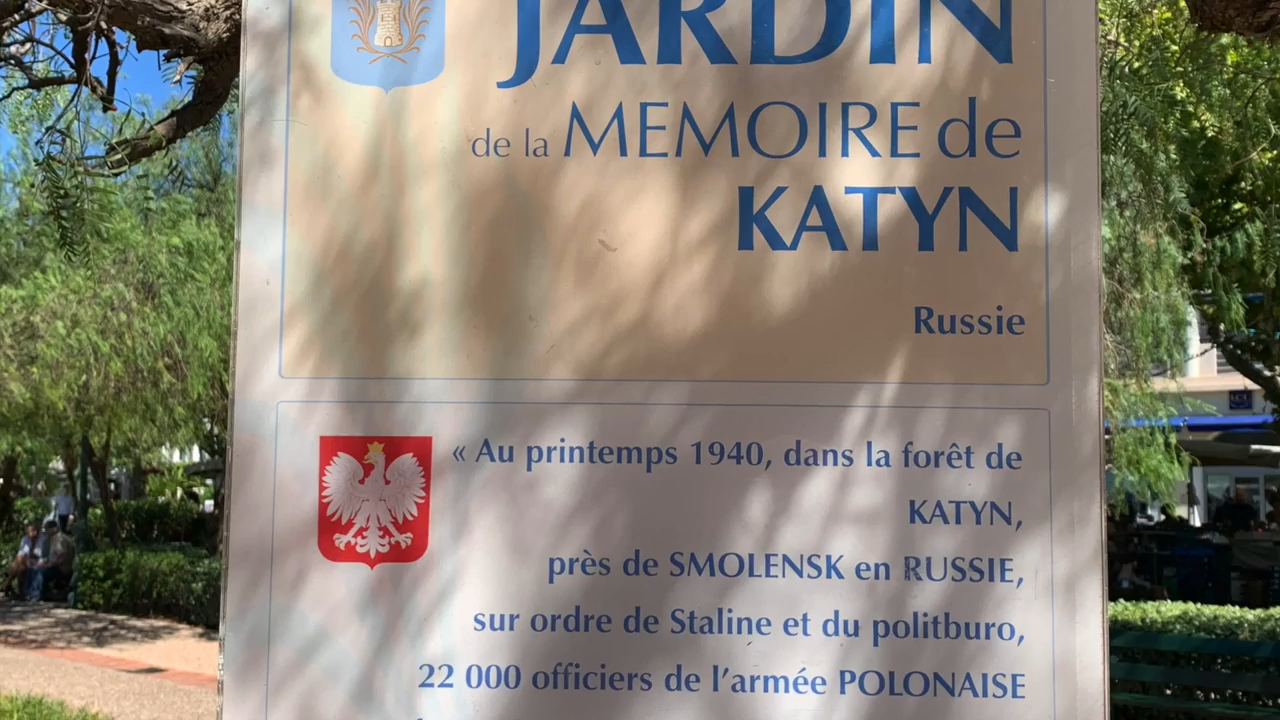 JARDIN
de la MEMOIRE de
KATYN
Russie
« Au printemps 1940, dans la forêt de
KATYN,
près de SMOLENSK en RUSSIE,
sur ordre de Staline et du politburo,
22 000 officiers de l'armée POLONAISE
LCL